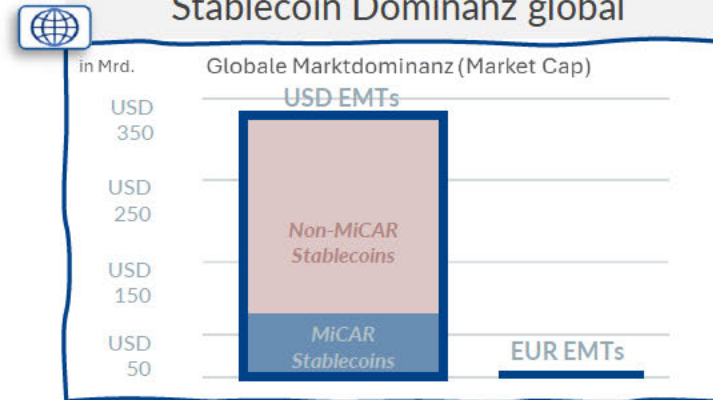 Stablecoin Dominanz global
in Mrd.
Globale Marktdominanz (Market Cap)
USD EMTs
USD
350
USD
250
Non-MiCAR
Stablecoins
USD
150
MiCAR
Stablecoins
USD
50
EUR EMTs